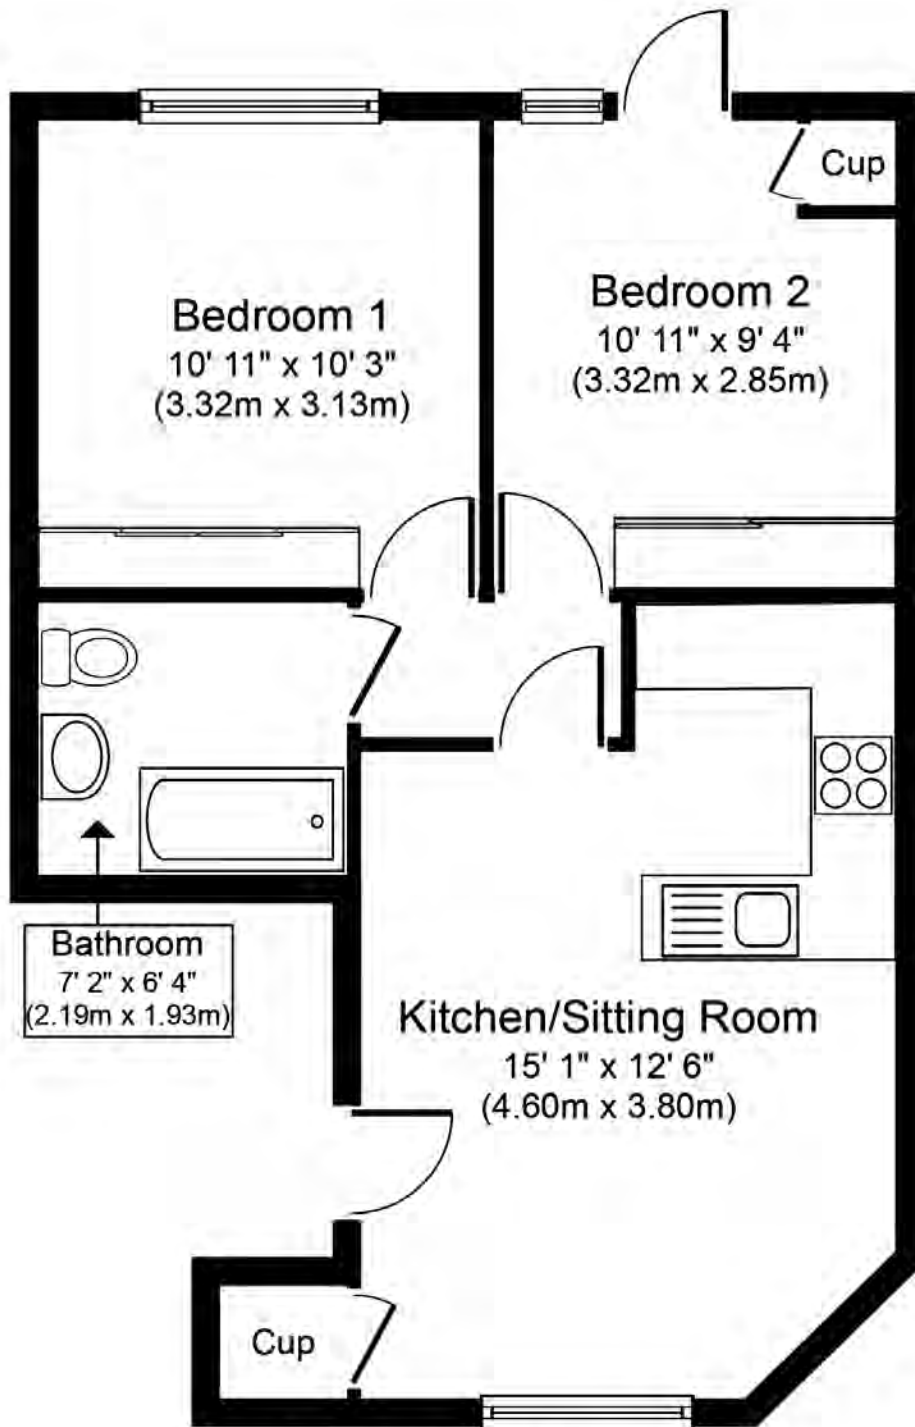 Cup
Bedroom 1
10' 11" x 10' 3"
(3.32m x 3.13m)
Bedroom 2
10' 11" x 9' 4"
(3.32m x 2.85m)
Bathroom
7' 2" x 6' 4"
(2.19m x 1.93m)
Kitchen/Sitting Room
15' 1" x 12' 6"
(4.60m x 3.80m)
Cup